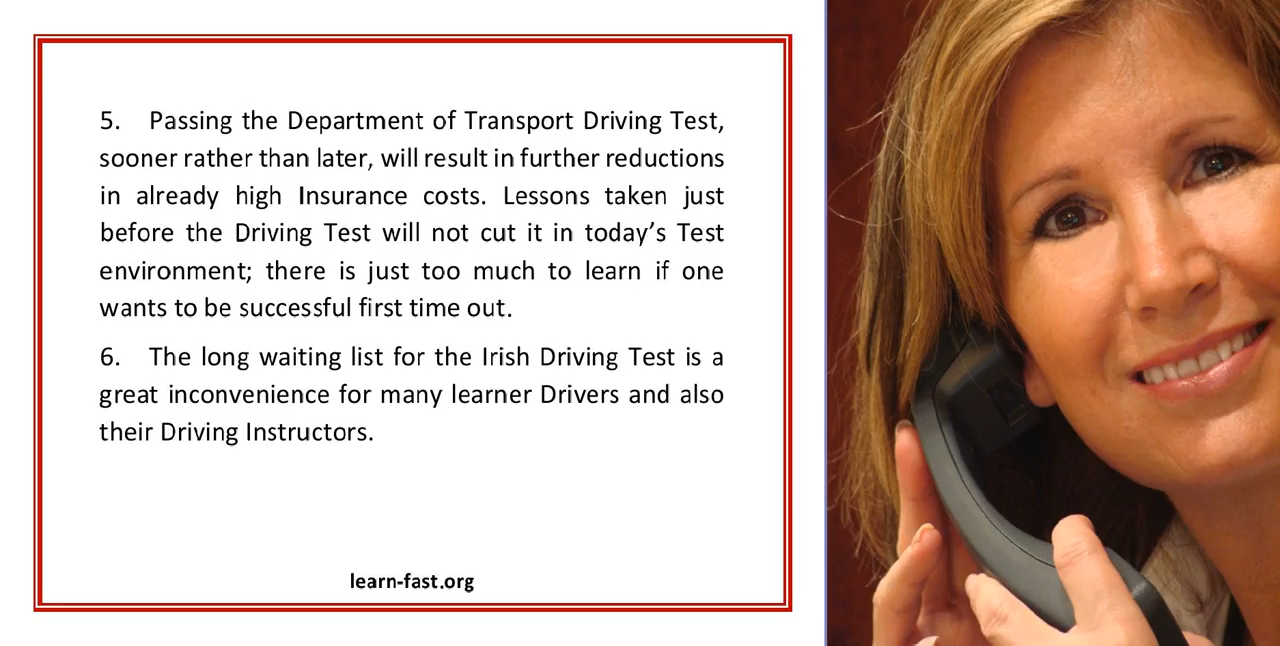 5. Passing the Department of Transport Driving Test,
sooner rather than later, will result in further reductions
in already high Insurance costs. Lessons taken just
before the Driving Test will not cut it in today’s Test
environment; there is just too much to learn if one
wants to be successful first time out.
6. The long waiting list for the Irish Driving Test is a
great inconvenience for many learner Drivers and also
their Driving Instructors.
learn-fast.org